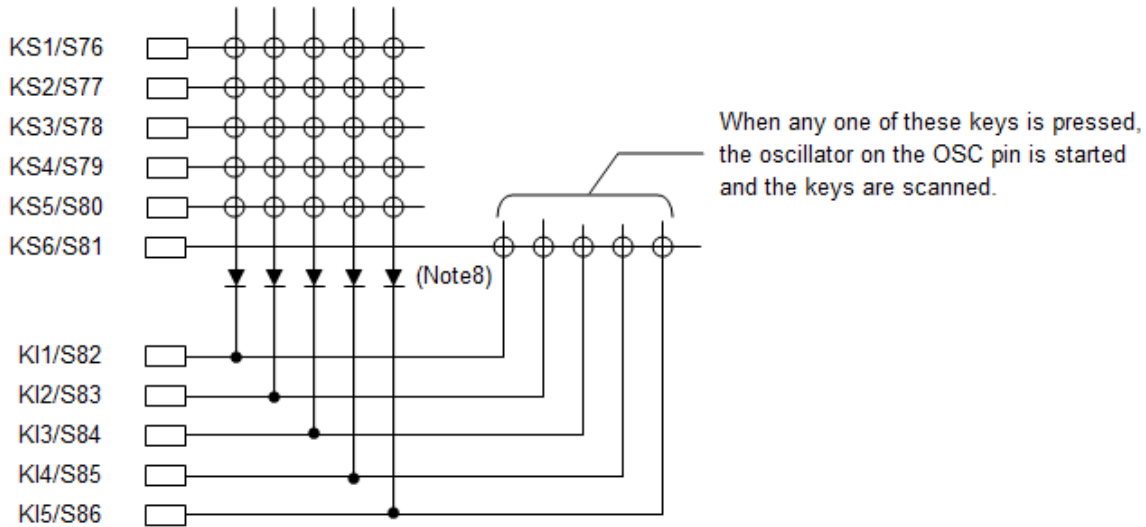 KS1/S76
KS2/S77
KS3/S78
KS4/S79
KS5/S80
KS6/S81
When any one of these keys is pressed,
the oscillator on the OSC pin is started
and the keys are scanned.
(Note8)
KI1/S82
KI2/S83
KI3/S84
KI4/S85
KI5/S86